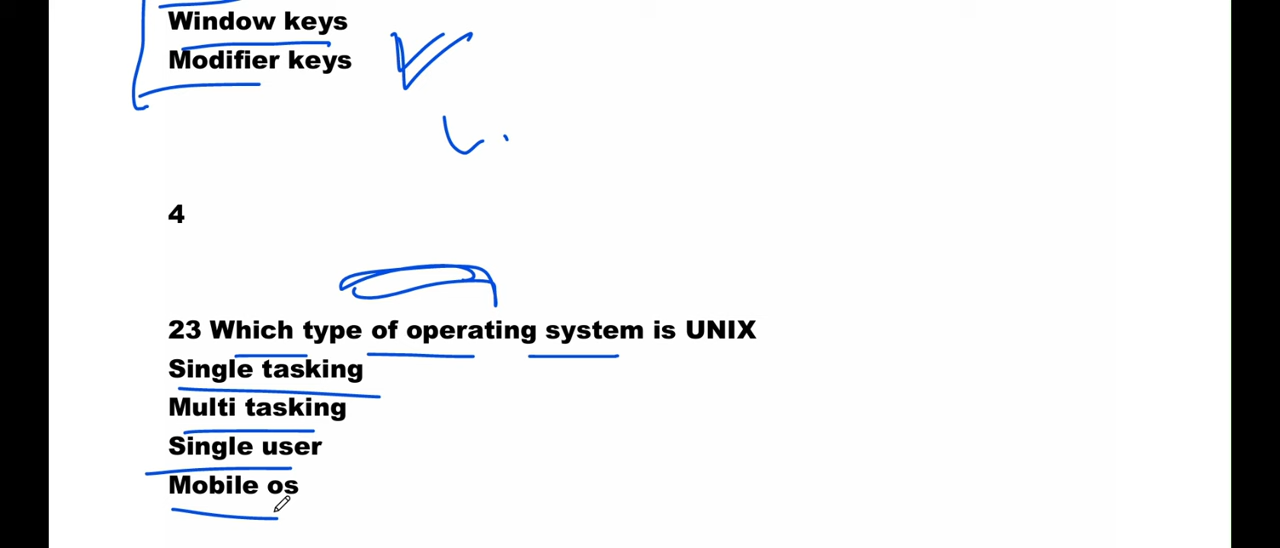 Window keys
Modifier keys
4
23 Which type of operating system is UNIX
Single tasking
Multi tasking
Single user
Mobile os